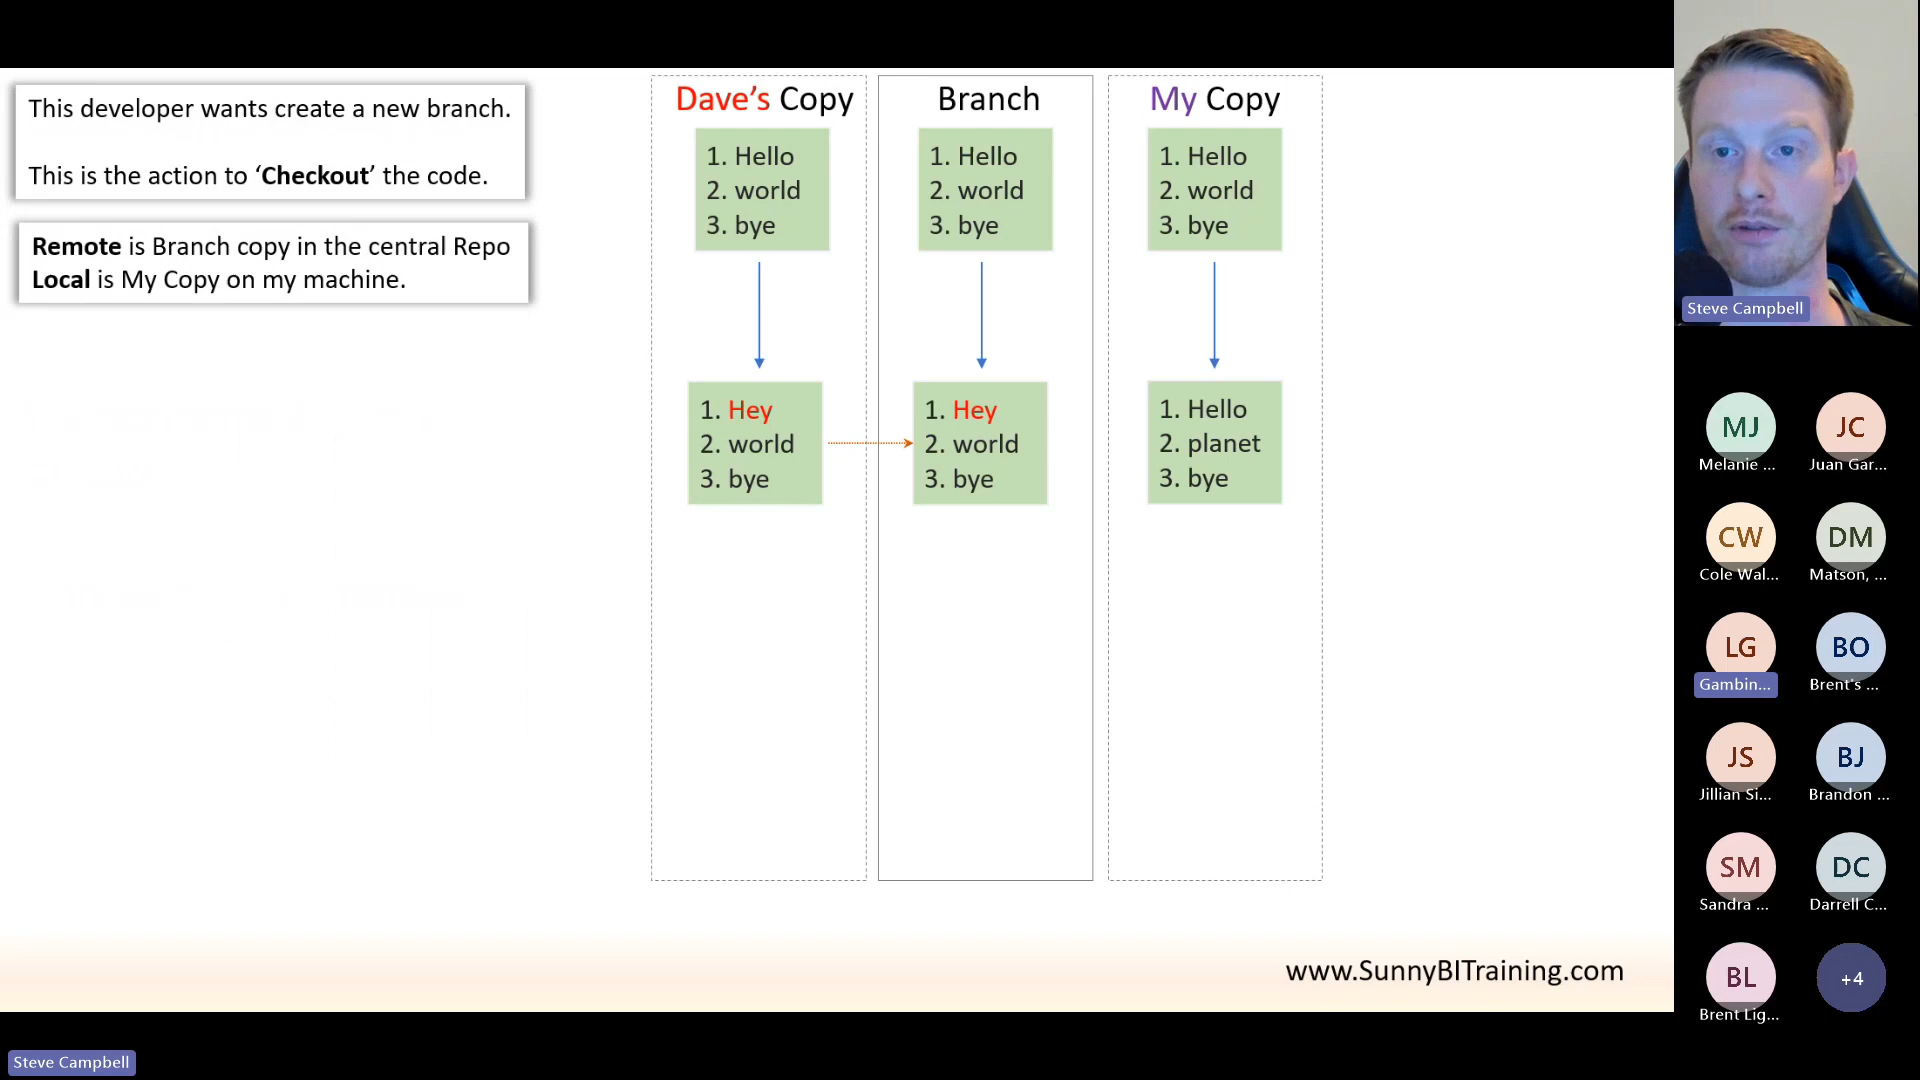 This developer wants create a new branch.
This is the action to ‘Checkout’ the code.
Remote is Branch copy in the central Repo
Local is My Copy on my machine.
Dave’s Copy
1. Hello
2. world
3. bye
1. Hey
2. world
3. bye
Branch
1. Hello
2. world
3. bye
1. Hey
2. world
3. bye
My Copy
1. Hello
2. world
3. bye
1. Hello
2. planet
3. bye
www.SunnyBITraining.com
Steve Campbell
Steve Campbell
MJ
Melanie ...
JC
Juan Gar...
CW
Cole Wal...
DM
Matson, ...
LG
Gambin...
BO
Brent's ...
JS
Jillian Si...
BJ
Brandon ...
SM
Sandra ...
DC
Darrell C...
BL
Brent Lig...
+4